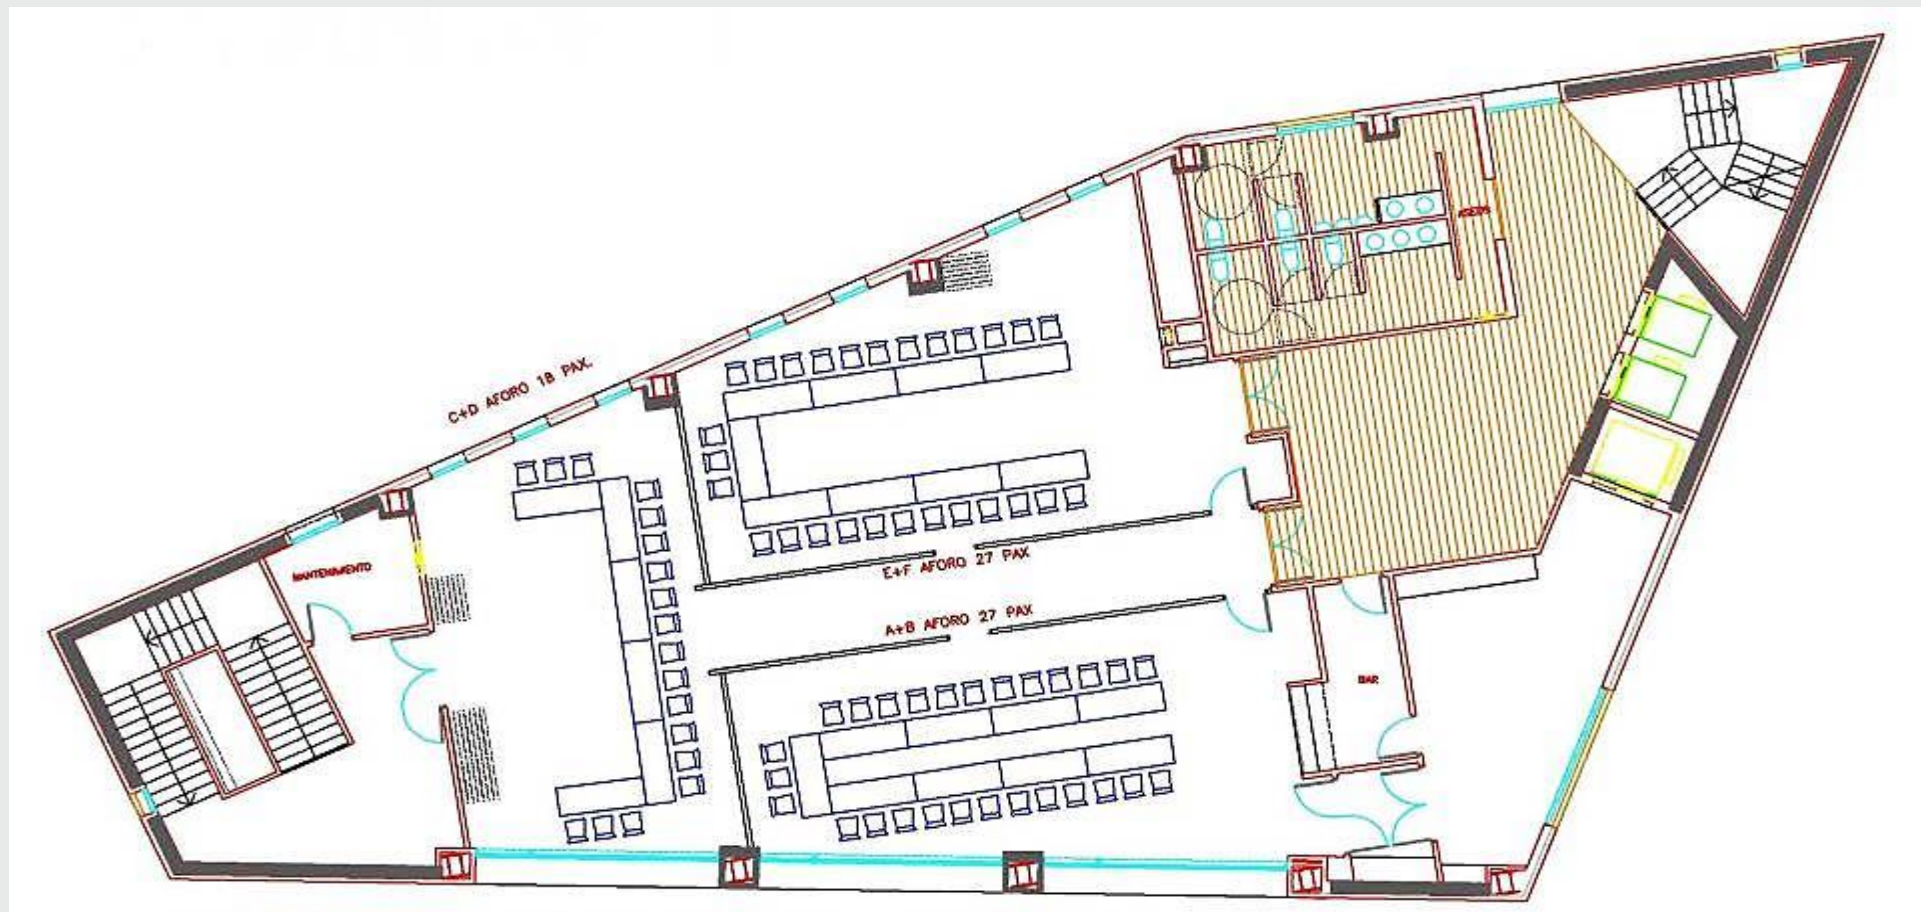 ASEOS
C+D AFORO 18 PAX.
MANTENIMIENTO
E+F AFORO 27 PAX
A+B AFORO 27 PAX
BAR